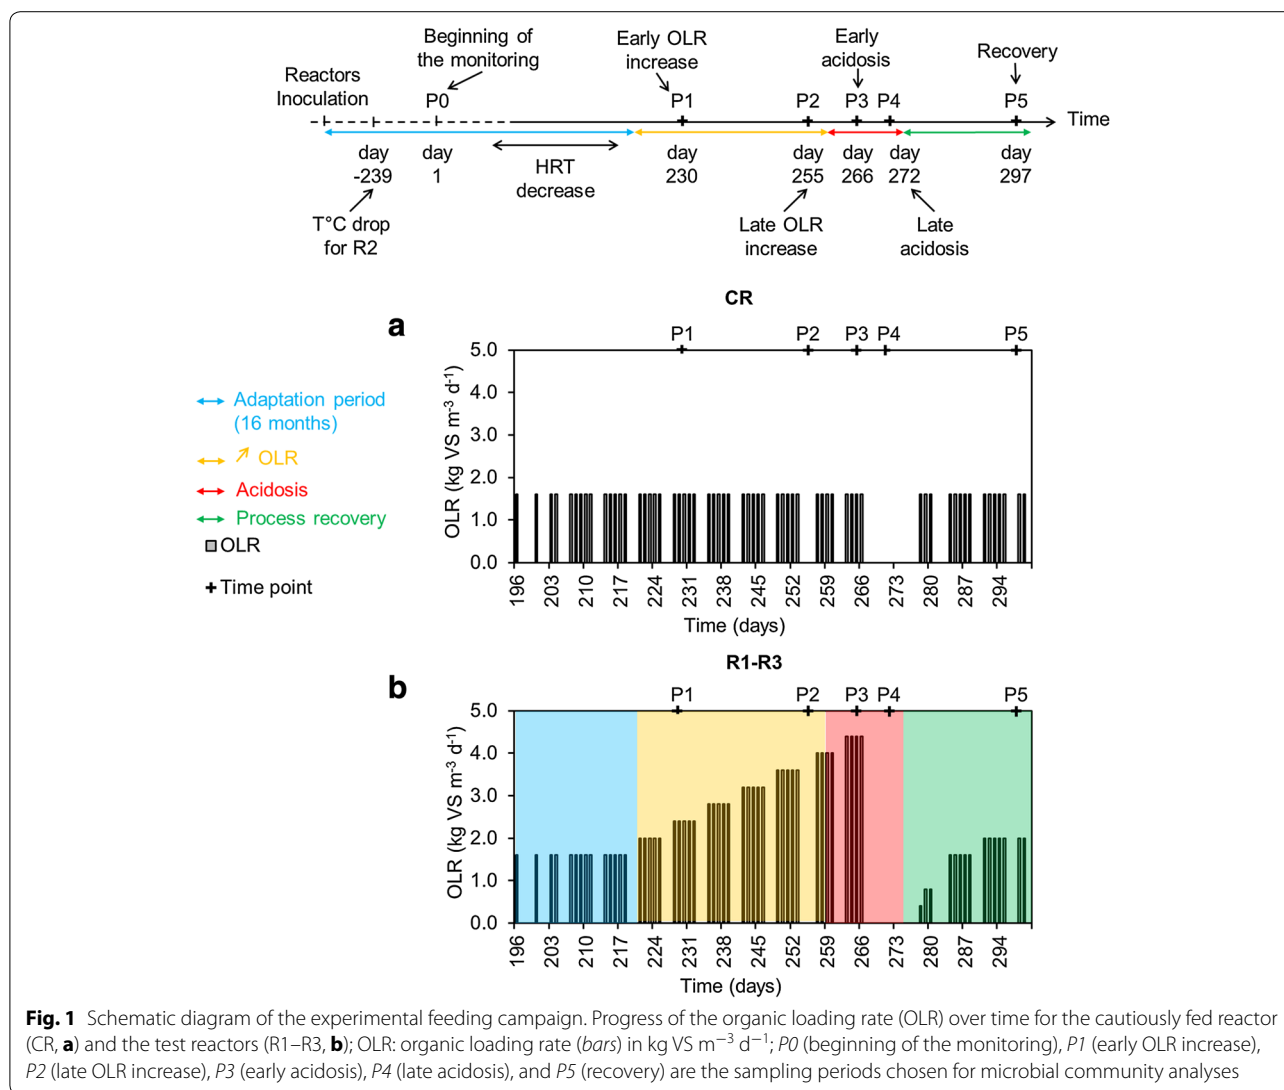 Beginning of
the monitoring
Early OLR
increase
Early
acidosis
Recovery
Reactors
Inoculation
P0
P1
P2
P3
P4
P5
Time
day
-239
day
1
HRT
decrease
day
230
day
255
day
266
day
272
day
297
T°C drop
for R2
Late OLR
increase
Late
acidosis
CR
a
P1 P2 P3 P4 P5
5.0
4.0
3.0
2.0
1.0
0.0
OLR (kg VS m⁻³ d⁻¹)
196 203 210 217 224 231 238 245 252 259 266 273 280 287 294
Time (days)
Adaptation period
(16 months)
OLR
Acidosis
Process recovery
OLR
Time point
R1-R3
b
P1 P2 P3 P4 P5
5.0
4.0
3.0
2.0
1.0
0.0
OLR (kg VS m⁻³ d⁻¹)
196 203 210 217 224 231 238 245 252 259 266 273 280 287 294
Time (days)
Fig. 1 Schematic diagram of the experimental feeding campaign. Progress of the organic loading rate (OLR) over time for the cautiously fed reactor
(CR, a) and the test reactors (R1–R3, b); OLR: organic loading rate (bars) in kg VS m⁻³ d⁻¹; P0 (beginning of the monitoring), P1 (early OLR increase),
P2 (late OLR increase), P3 (early acidosis), P4 (late acidosis), and P5 (recovery) are the sampling periods chosen for microbial community analyses